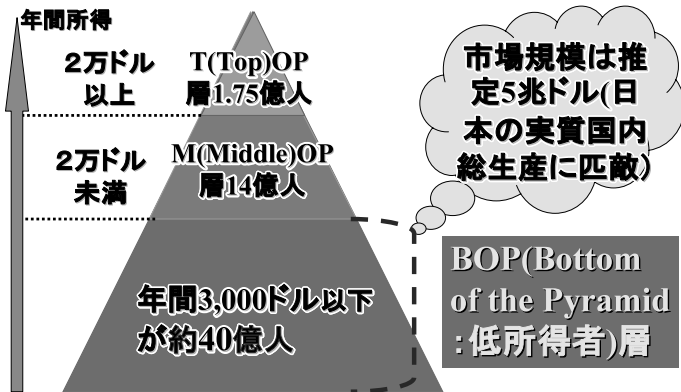 年間所得
2万ドル
以上
T(Top)OP
層1.75億人
2万ドル
未満
M(Middle)OP
層14億人
年間3,000ドル以下
が約40億人
市場規模は推
定5兆ドル(日
本の実質国内
総生産に匹敵)
BOP(Bottom
of the Pyramid
:低所得者)層